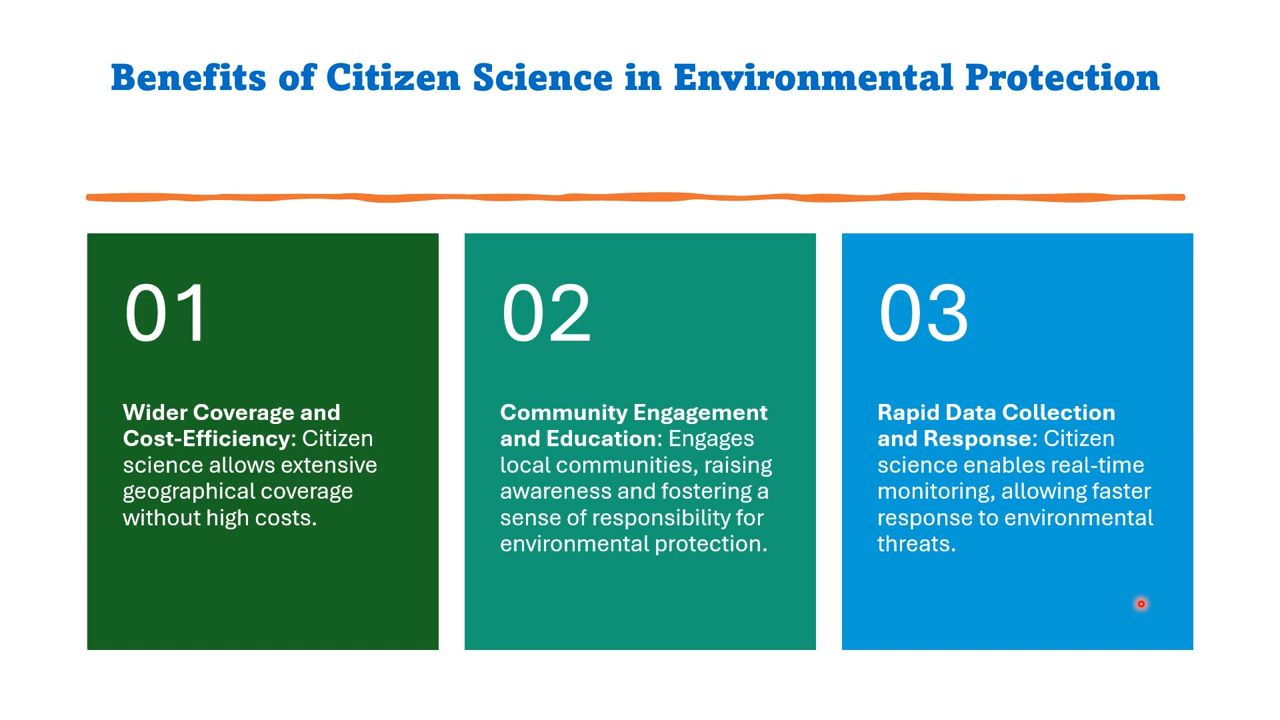 Benefits of Citizen Science in Environmental Protection
01
Wider Coverage and
Cost-Efficiency: Citizen
science allows extensive
geographical coverage
without high costs.
02
Community Engagement
and Education: Engages
local communities, raising
awareness and fostering a
sense of responsibility for
environmental protection.
03
Rapid Data Collection
and Response: Citizen
science enables real-time
monitoring, allowing faster
response to environmental
threats.